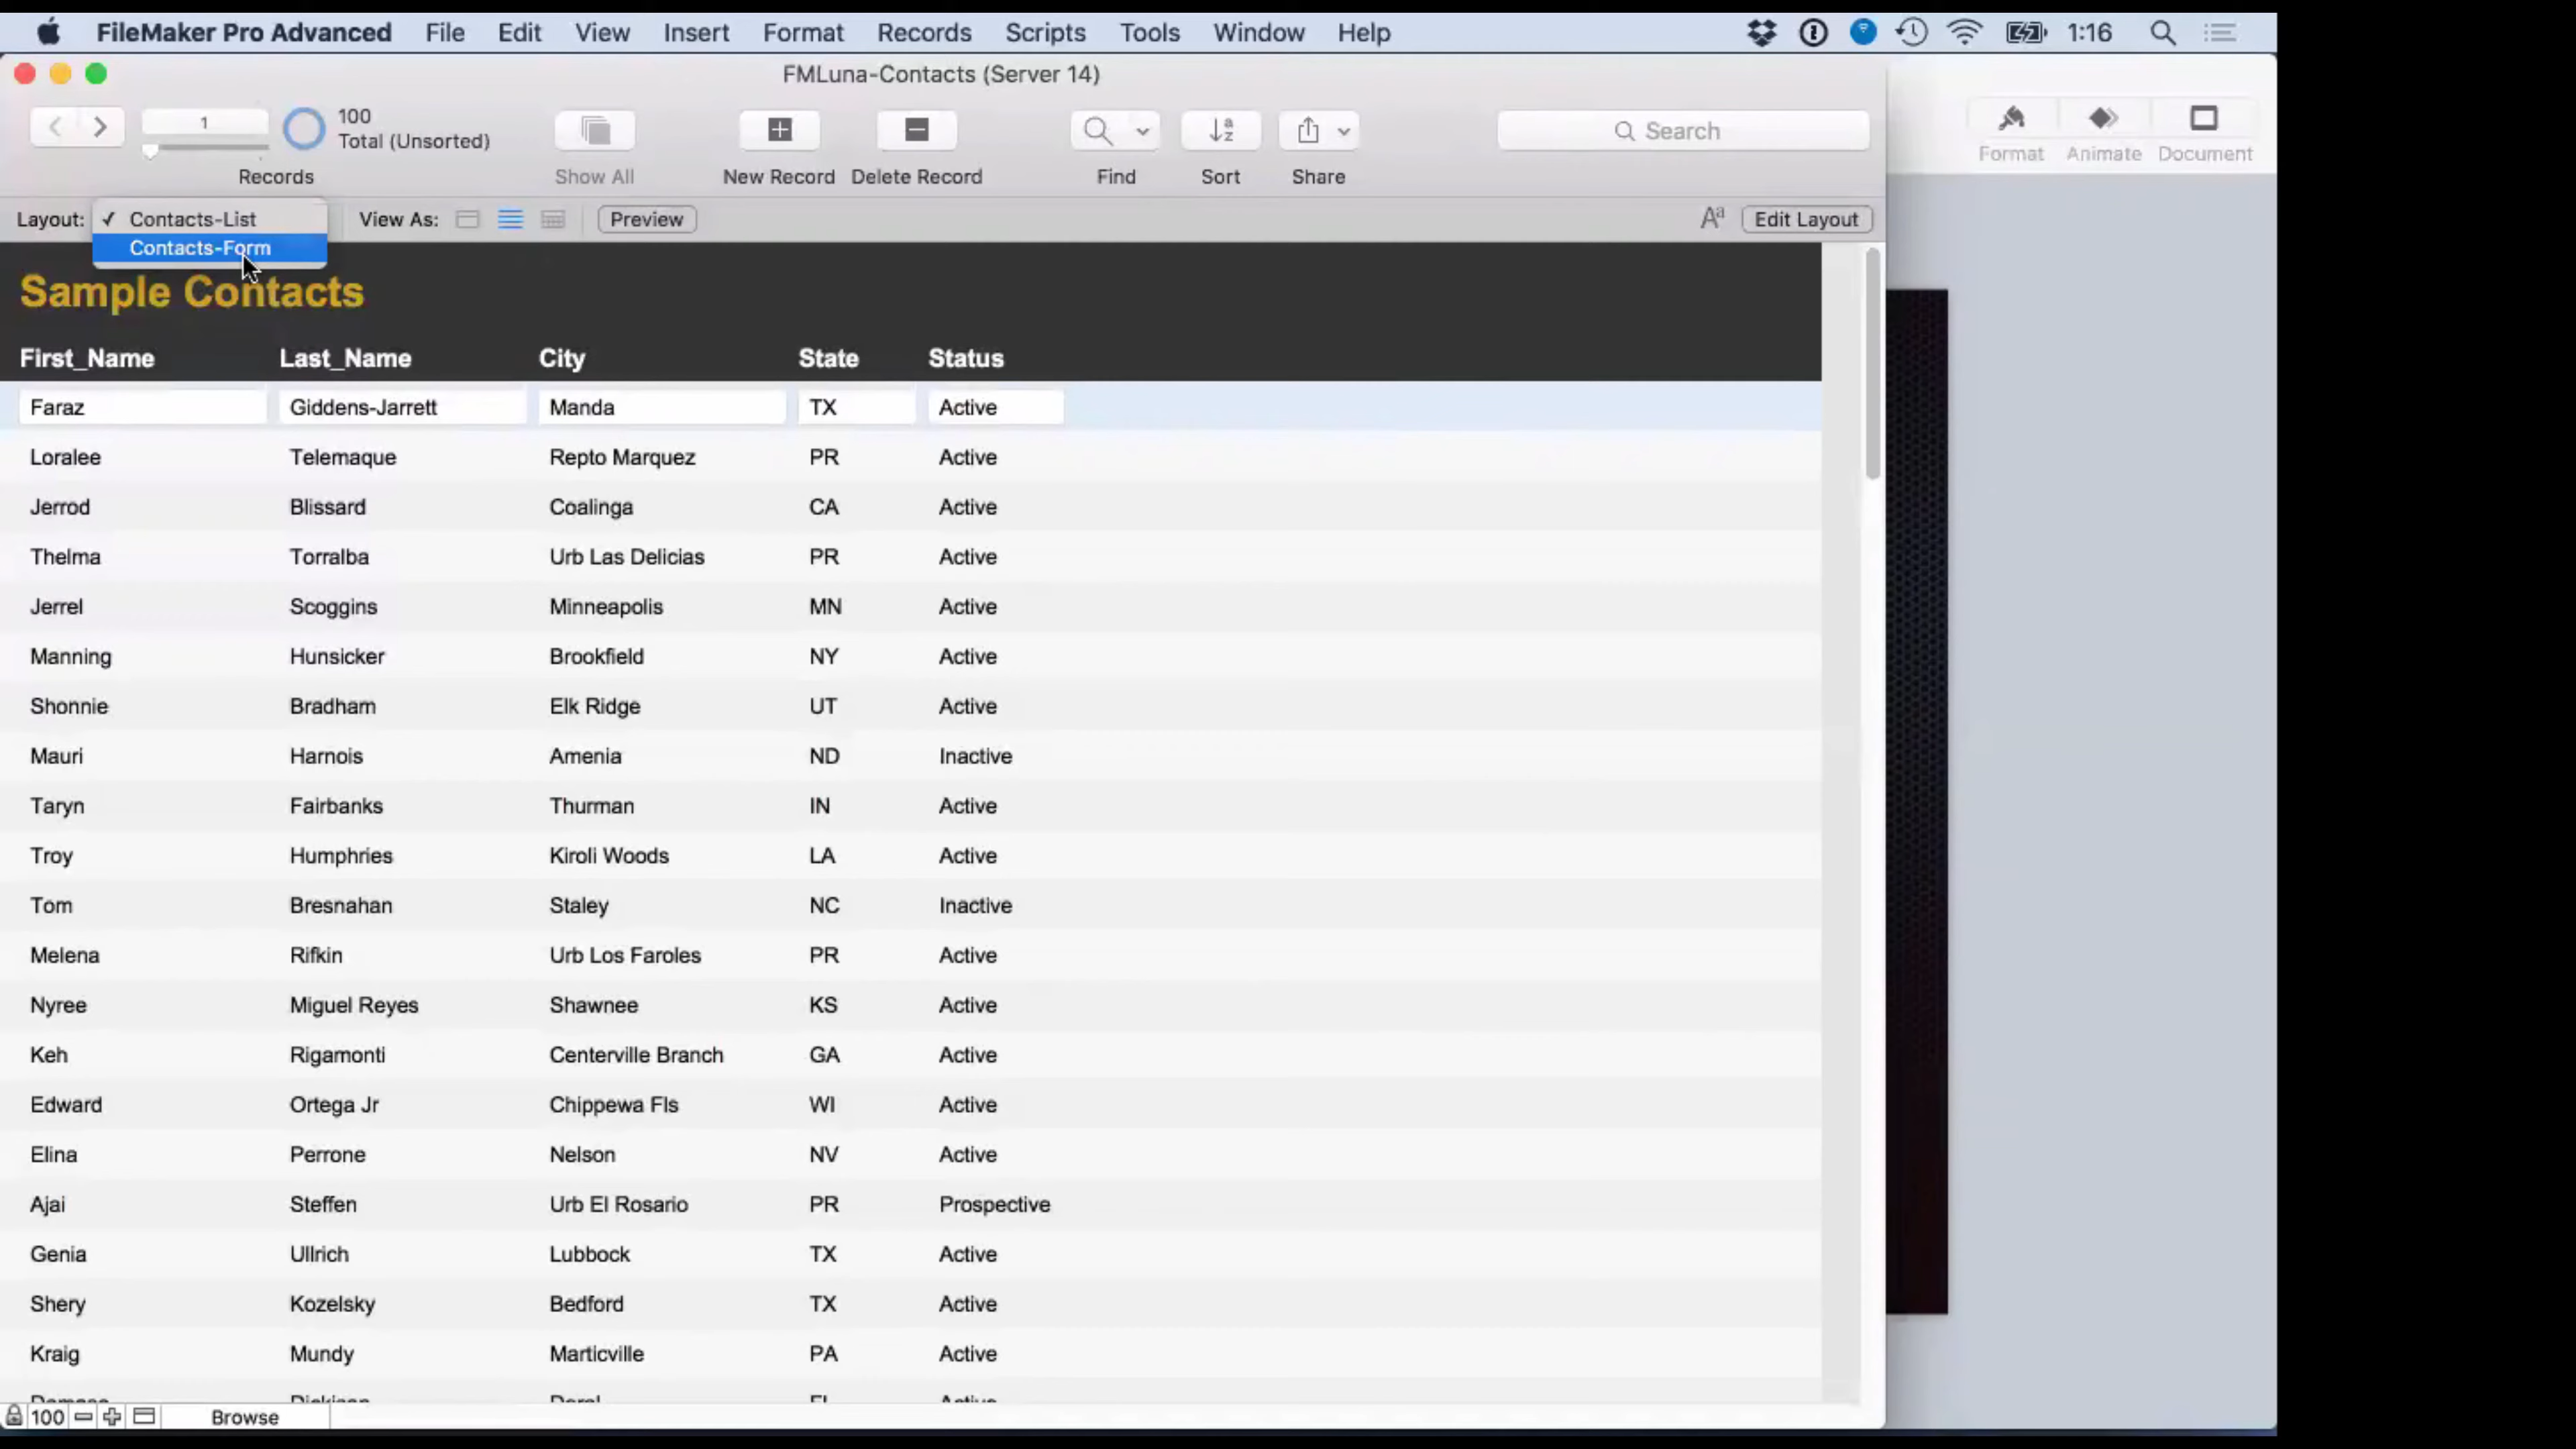 FileMaker Pro Advanced File Edit View Insert Format Records Scripts Tools Window Help 1:16
FMLuna-Contacts (Server 14)
1
100
Total (Unsorted)
Records
Show All
New Record
Delete Record
Find
Sort
Share
Search
Format Animate Document
Layout: ✓ Contacts-List View As: Preview Aa Edit Layout
Contacts-Form
Sample Contacts
First_Name Last_Name City State Status
Faraz Giddens-Jarrett Manda TX Active
Loralee Telemaque Repto Marquez PR Active
Jerrod Blissard Coalinga CA Active
Thelma Torralba Urb Las Delicias PR Active
Jerrel Scoggins Minneapolis MN Active
Manning Hunsicker Brookfield NY Active
Shonnie Bradham Elk Ridge UT Active
Mauri Harnois Amenia ND Inactive
Taryn Fairbanks Thurman IN Active
Troy Humphries Kiroli Woods LA Active
Tom Bresnahan Staley NC Inactive
Melena Rifkin Urb Los Faroles PR Active
Nyree Miguel Reyes Shawnee KS Active
Keh Rigamonti Centerville Branch GA Active
Edward Ortega Jr Chippewa Fls WI Active
Elina Perrone Nelson NV Active
Ajai Steffen Urb El Rosario PR Prospective
Genia Ullrich Lubbock TX Active
Shery Kozelsky Bedford TX Active
Kraig Mundy Marticville PA Active
100 Browse